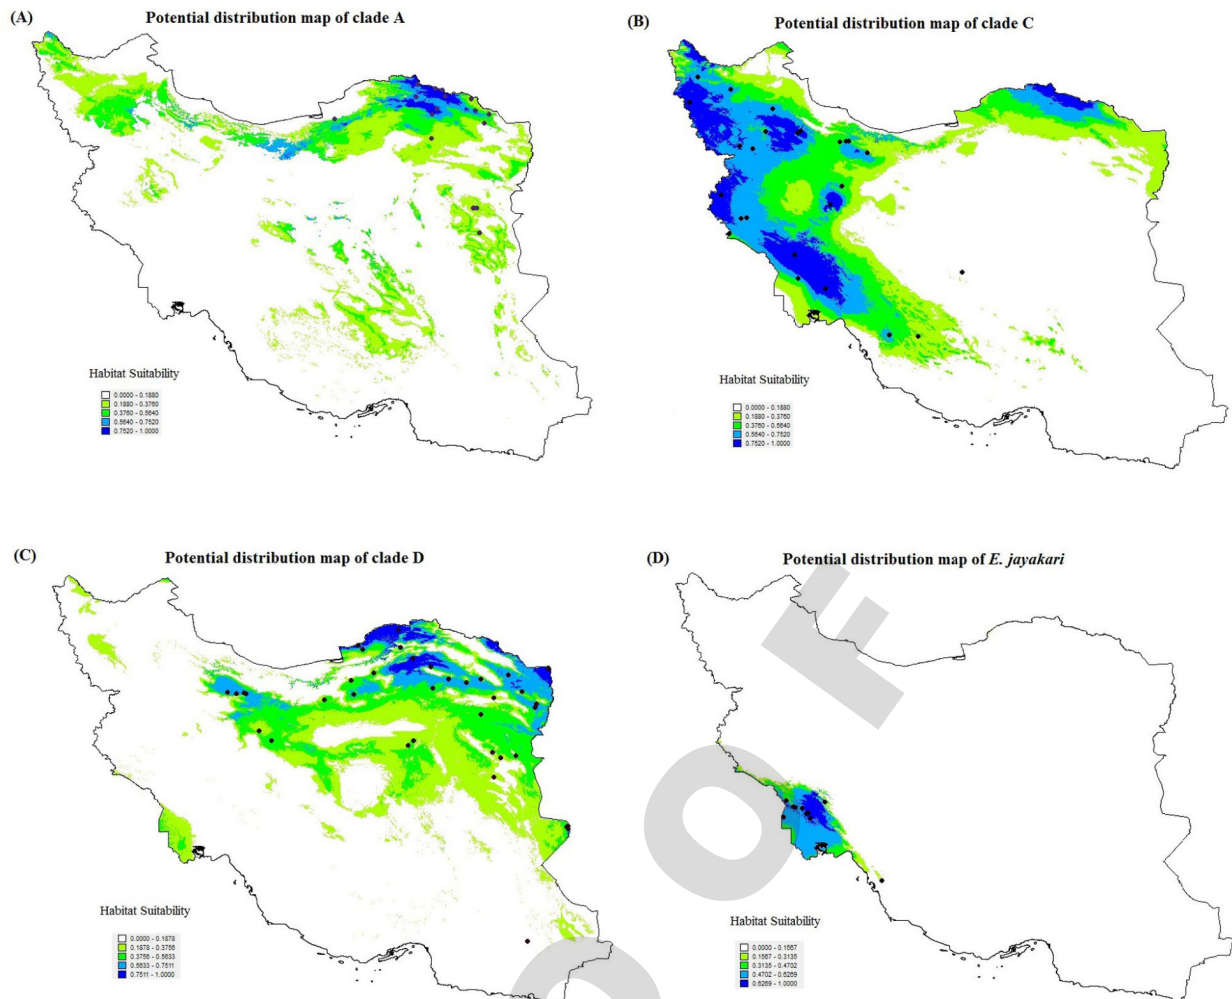 (A)
Potential distribution map of clade A
Habitat Suitability
0.0000 - 0.1880
0.1880 - 0.3760
0.3760 - 0.5640
0.5640 - 0.7520
0.7520 - 1.0000
(B)
Potential distribution map of clade C
Habitat Suitability
0.0000 - 0.1880
0.1880 - 0.3760
0.3760 - 0.5640
0.5640 - 0.7520
0.7520 - 1.0000
(C)
Potential distribution map of clade D
Habitat Suitability
0.0000 - 0.1878
0.1878 - 0.3756
0.3756 - 0.5633
0.5633 - 0.7511
0.7511 - 1.0000
(D)
Potential distribution map of E. jayakari
Habitat Suitability
0.0000 - 0.1567
0.1567 - 0.3135
0.3135 - 0.4702
0.4702 - 0.6269
0.6269 - 1.0000
O F